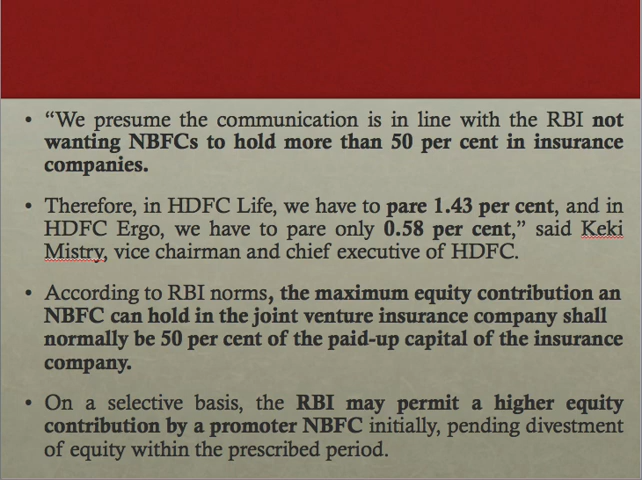 • “We presume the communication is in line with the RBI not
wanting NBFCs to hold more than 50 per cent in insurance
companies.
• Therefore, in HDFC Life, we have to pare 1.43 per cent, and in
HDFC Ergo, we have to pare only 0.58 per cent,” said Keki
Mistry, vice chairman and chief executive of HDFC.
• According to RBI norms, the maximum equity contribution an
NBFC can hold in the joint venture insurance company shall
normally be 50 per cent of the paid-up capital of the insurance
company.
• On a selective basis, the RBI may permit a higher equity
contribution by a promoter NBFC initially, pending divestment
of equity within the prescribed period.